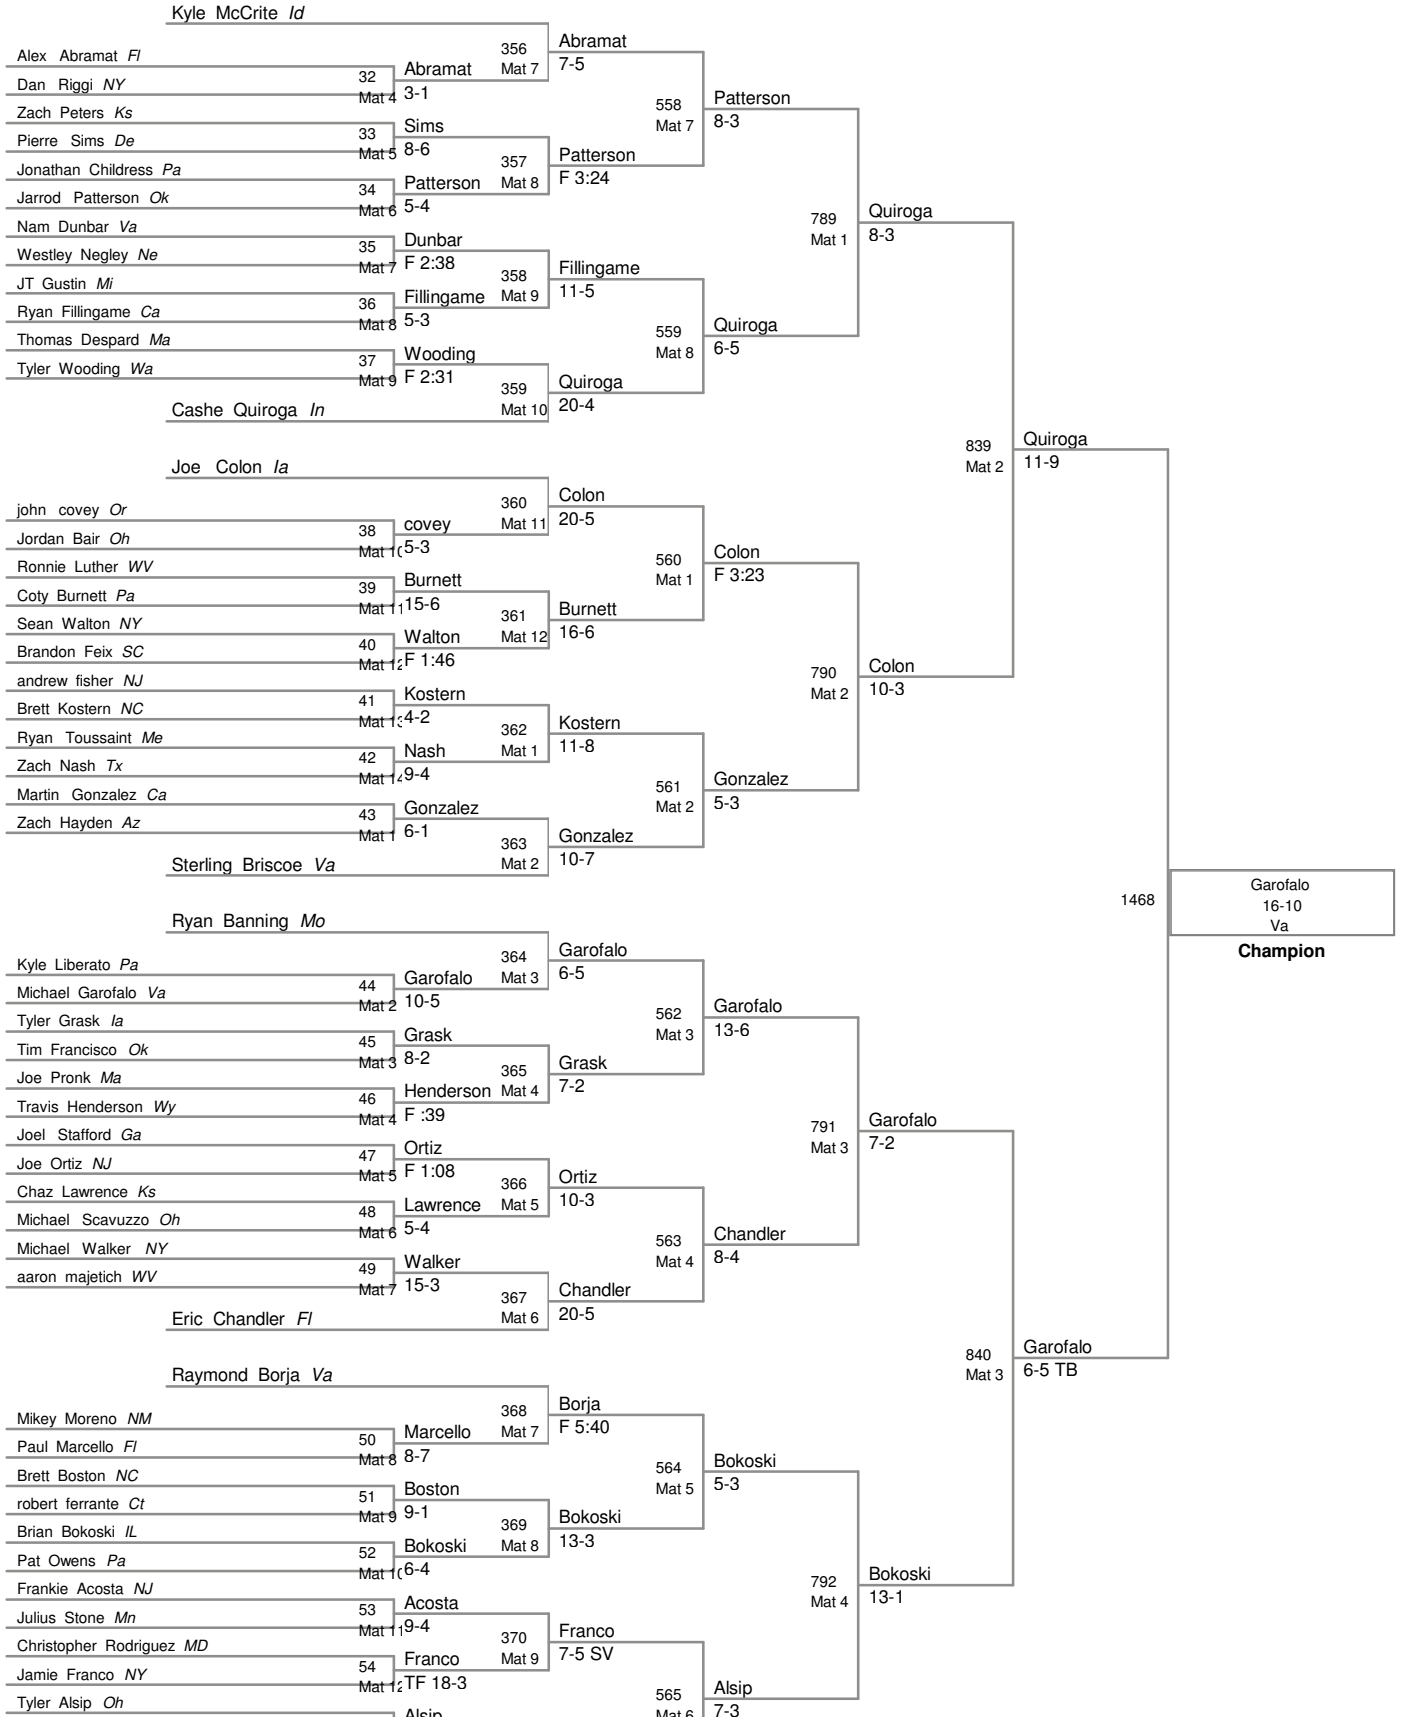 Kyle McCrite Id
Alex Abramat Fl
Dan Riggi NY
Zach Peters Ks
Pierre Sims De
Jonathan Childress Pa
Jarrod Patterson Ok
Nam Dunbar Va
Westley Negley Ne
JT Gustin Mi
Ryan Fillingame Ca
Thomas Despard Ma
Tyler Wooding Wa
Cashe Quiroga In
32
Mat 4
Abramat
3-1
33
Mat 5
Sims
8-6
34
Mat 6
Patterson
5-4
35
Mat 7
Dunbar
F 2:38
36
Mat 8
Fillingame
5-3
37
Mat 9
Wooding
F 2:31
356
Mat 7
Abramat
7-5
357
Mat 8
Patterson
F 3:24
358
Mat 9
Fillingame
11-5
359
Mat 10
Quiroga
20-4
558
Mat 7
Patterson
8-3
559
Mat 8
Quiroga
6-5
789
Mat 1
Quiroga
8-3
Joe Colon Ia
john covey Or
Jordan Bair Oh
Ronnie Luther WV
Coty Burnett Pa
Sean Walton NY
Brandon Feix SC
andrew fisher NJ
Brett Kostern NC
Ryan Toussaint Me
Zach Nash Tx
Martin Gonzalez Ca
Zach Hayden Az
Sterling Briscoe Va
38
Mat 10
covey
5-3
39
Mat 11
Burnett
15-6
40
Mat 12
Walton
F 1:46
41
Mat 13
Kostern
4-2
42
Mat 14
Nash
9-4
43
Mat 1
Gonzalez
6-1
360
Mat 11
Colon
20-5
361
Mat 12
Burnett
16-6
362
Mat 1
Kostern
11-8
363
Mat 2
Gonzalez
10-7
560
Mat 1
Colon
F 3:23
561
Mat 2
Gonzalez
5-3
790
Mat 2
Colon
10-3
839
Mat 2
Quiroga
11-9
Ryan Banning Mo
Kyle Liberato Pa
Michael Garofalo Va
Tyler Grask Ia
Tim Francisco Ok
Joe Pronk Ma
Travis Henderson Wy
Joel Stafford Ga
Joe Ortiz NJ
Chaz Lawrence Ks
Michael Scavuzzo Oh
Michael Walker NY
aaron majetich WV
Eric Chandler Fl
44
Mat 2
Garofalo
10-5
45
Mat 3
Grask
8-2
46
Mat 4
Henderson
F :39
47
Mat 5
Ortiz
F 1:08
48
Mat 6
Lawrence
5-4
49
Mat 7
Walker
15-3
364
Mat 3
Garofalo
6-5
365
Mat 4
Grask
7-2
366
Mat 5
Ortiz
10-3
367
Mat 6
Chandler
20-5
562
Mat 3
Garofalo
13-6
563
Mat 4
Chandler
8-4
791
Mat 3
Garofalo
7-2
Raymond Borja Va
Mikey Moreno NM
Paul Marcello Fl
Brett Boston NC
robert ferrante Ct
Brian Bokoski IL
Pat Owens Pa
Frankie Acosta NJ
Julius Stone Mn
Christopher Rodriguez MD
Jamie Franco NY
Tyler Alsip Oh
50
Mat 8
Marcello
8-7
51
Mat 9
Boston
9-1
52
Mat 10
Bokoski
6-4
53
Mat 11
Acosta
9-4
54
Mat 12
Franco
TF 18-3
Alsip
368
Mat 7
Borja
F 5:40
369
Mat 8
Bokoski
13-3
370
Mat 9
Franco
7-5 SV
564
Mat 5
Bokoski
5-3
565
Mat 6
Alsip
7-3
792
Mat 4
Bokoski
13-1
840
Mat 3
Garofalo
6-5 TB
1468
Garofalo
16-10
Va
Champion